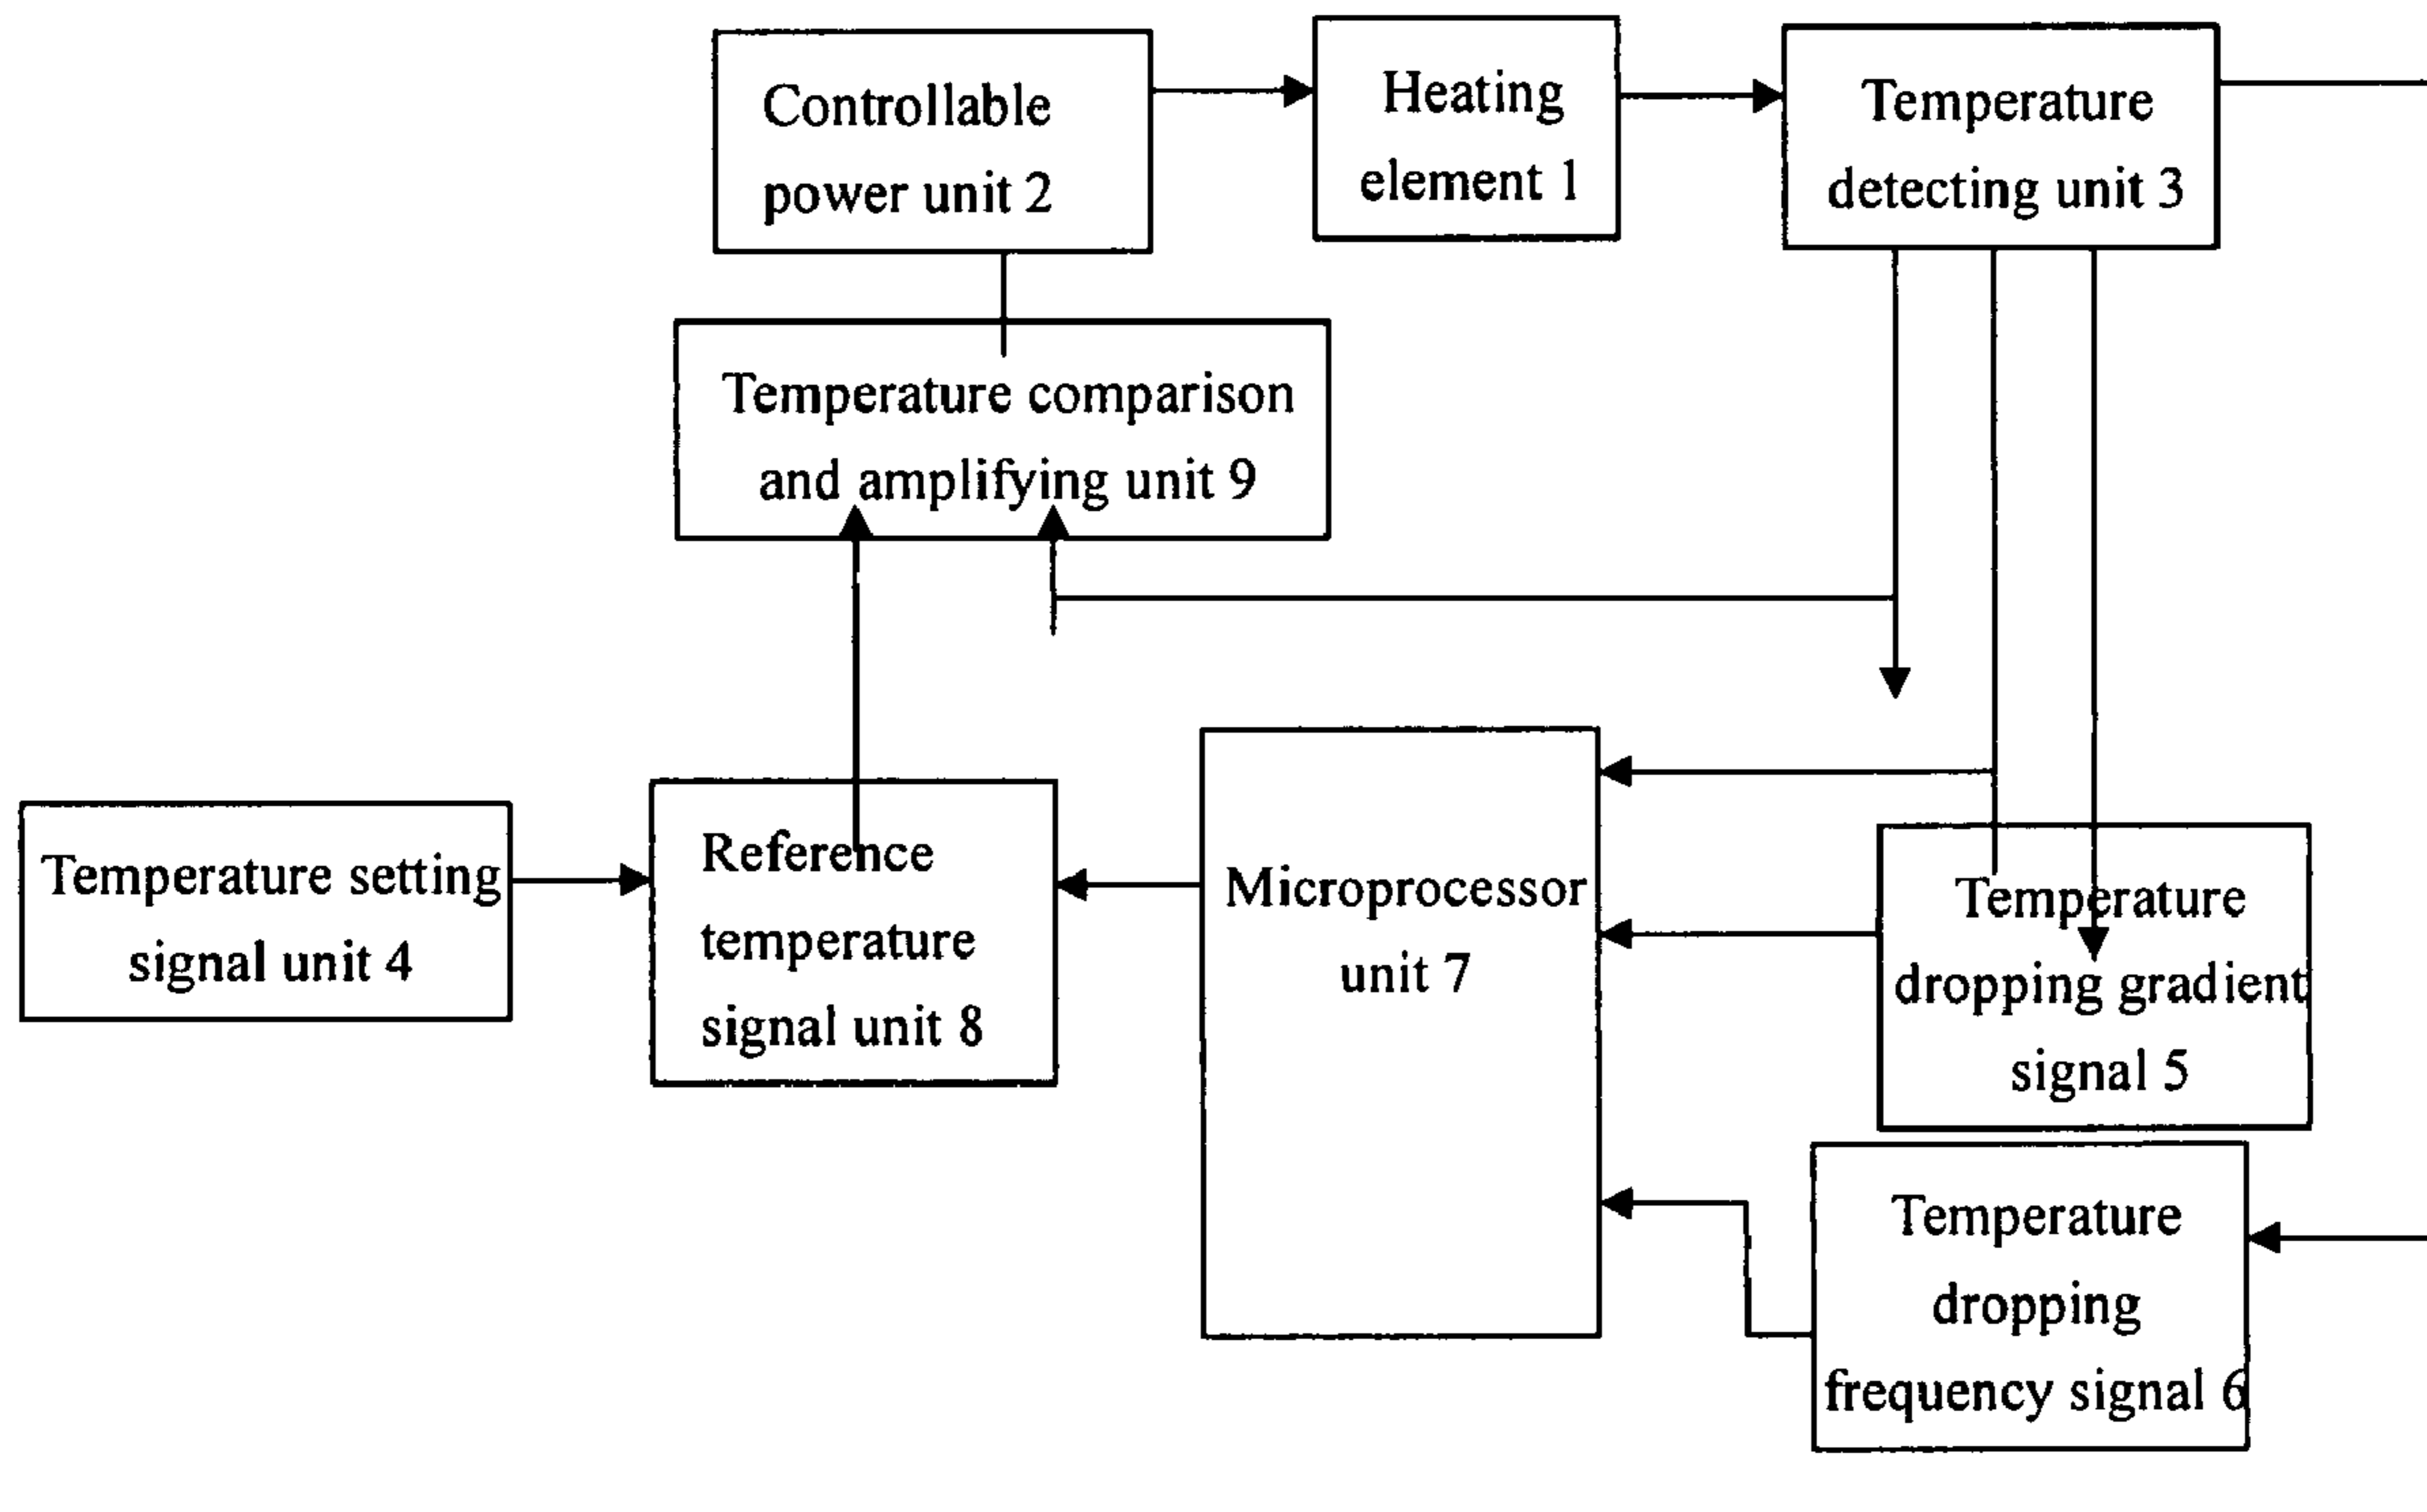 Controllable
power unit 2
Heating
element 1
Temperature
detecting unit 3
Temperature comparison
and amplifying unit 9
Temperature setting
signal unit 4
Reference
temperature
signal unit 8
Microprocessor
unit 7
Temperature
dropping gradient
signal 5
Temperature
dropping
frequency signal 6